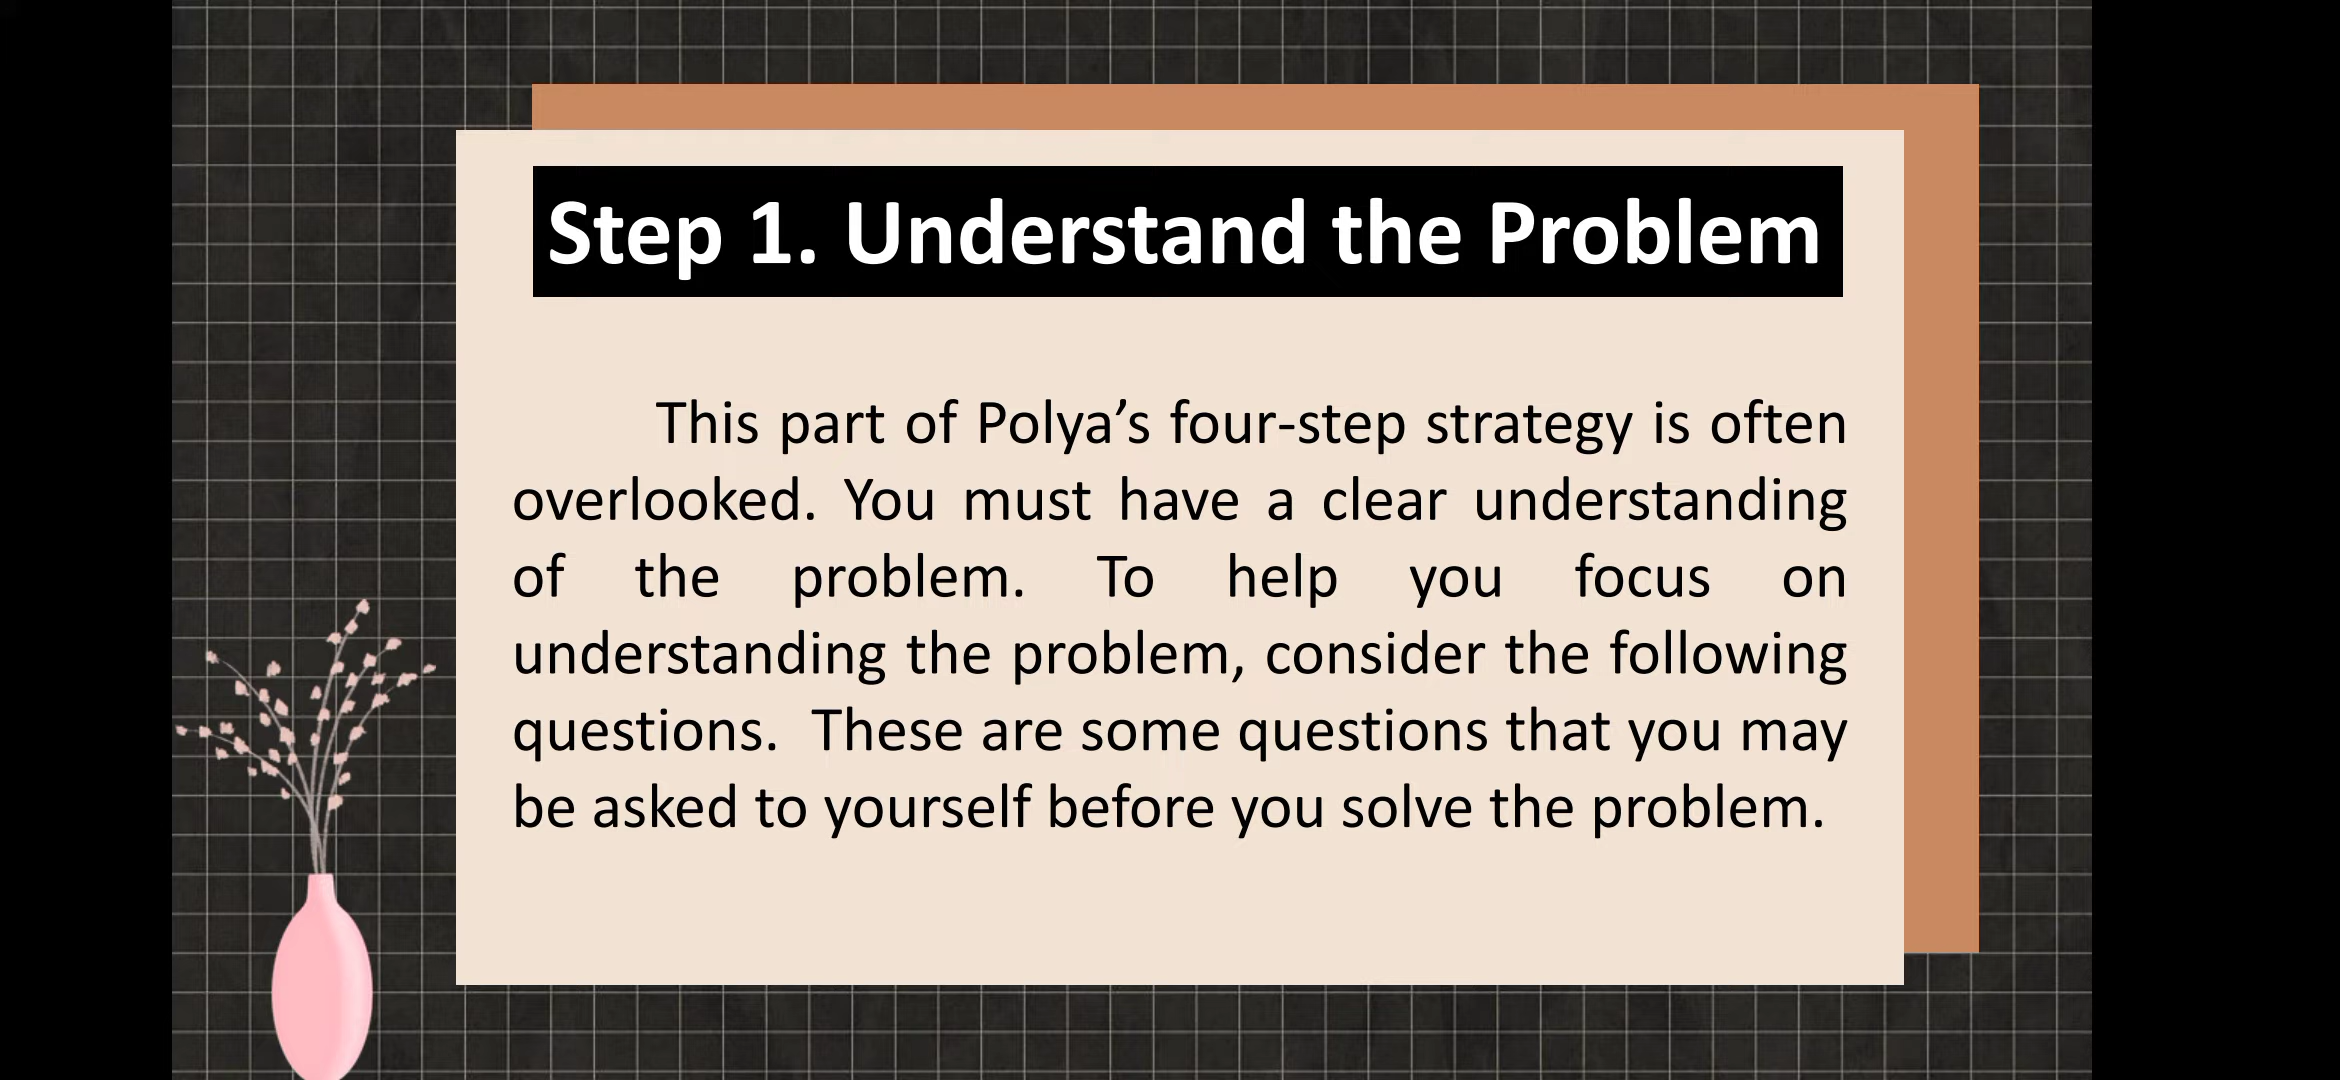 Step 1. Understand the Problem
This part of Polya’s four-step strategy is often
overlooked. You must have a clear understanding
of the problem. To help you focus on
understanding the problem, consider the following
questions.  These are some questions that you may
be asked to yourself before you solve the problem.